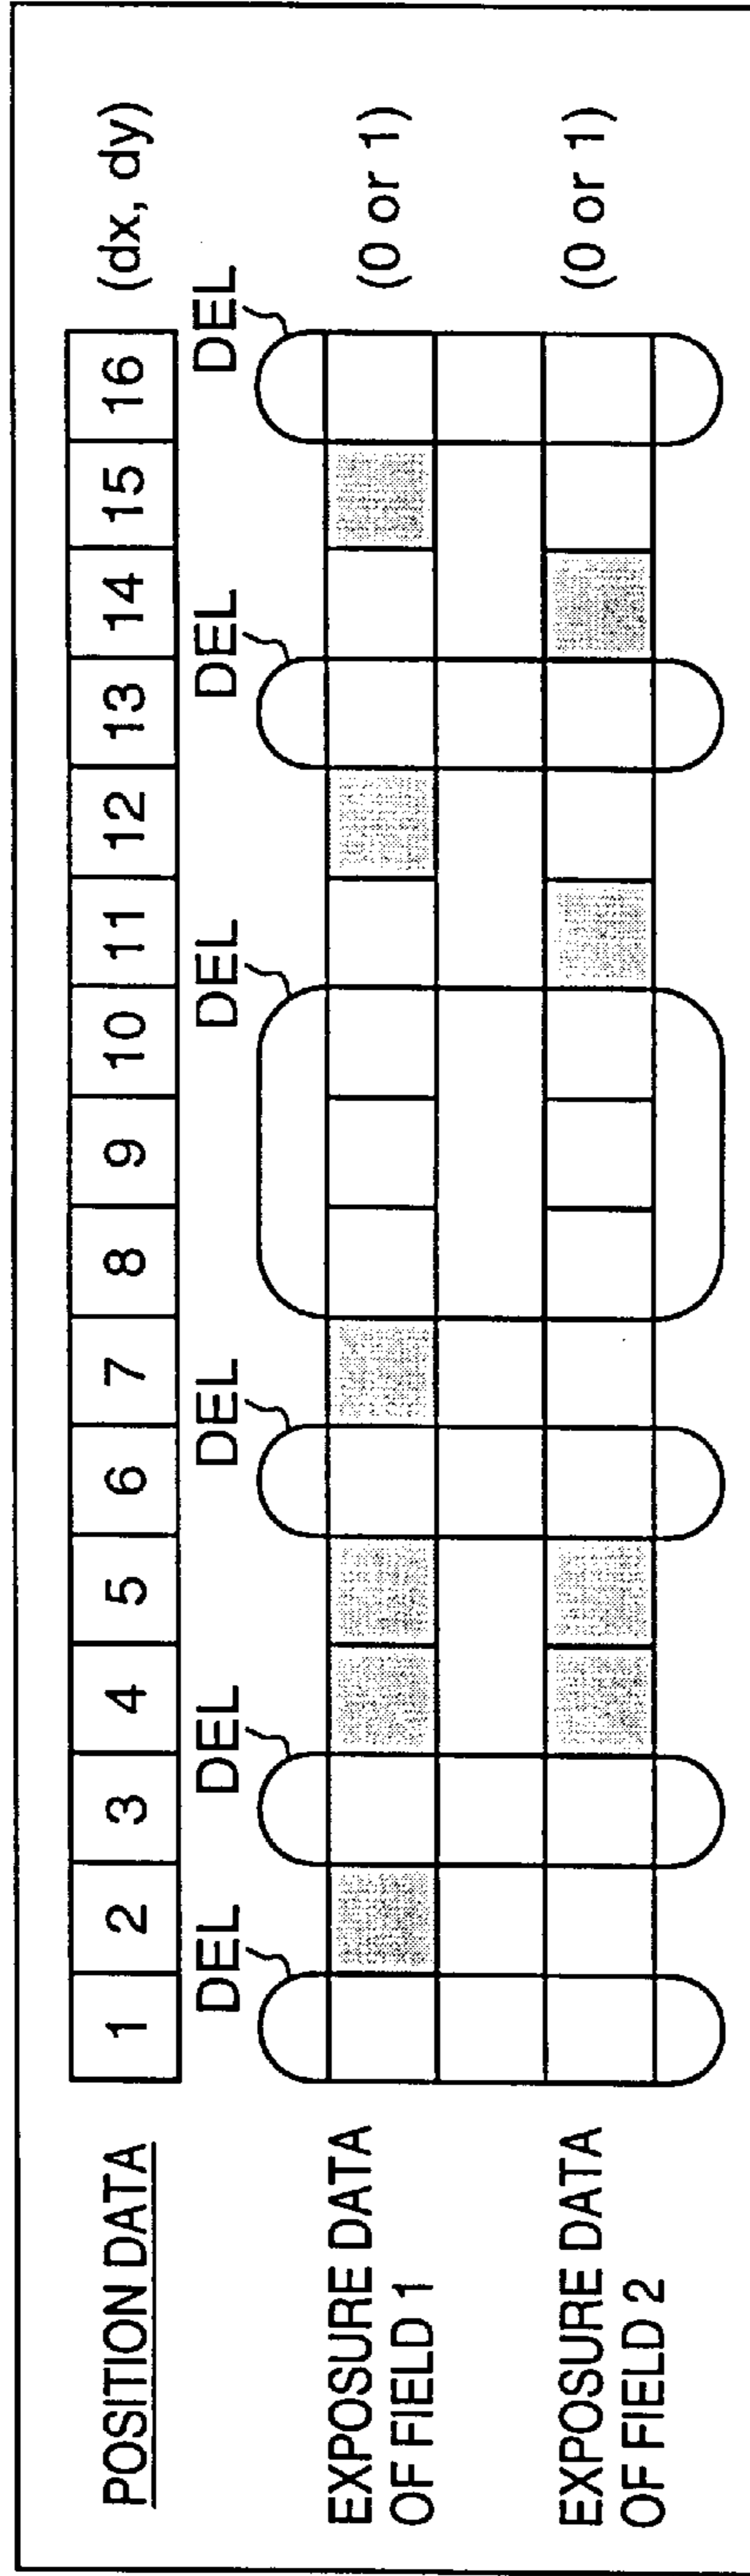 POSITION DATA 1 2 3 4 5 6 7 8 9 10 11 12 13 14 15 16 (dx, dy)
DEL DEL DEL DEL DEL DEL
EXPOSURE DATA
OF FIELD 1
(0 or 1)
EXPOSURE DATA
OF FIELD 2
(0 or 1)